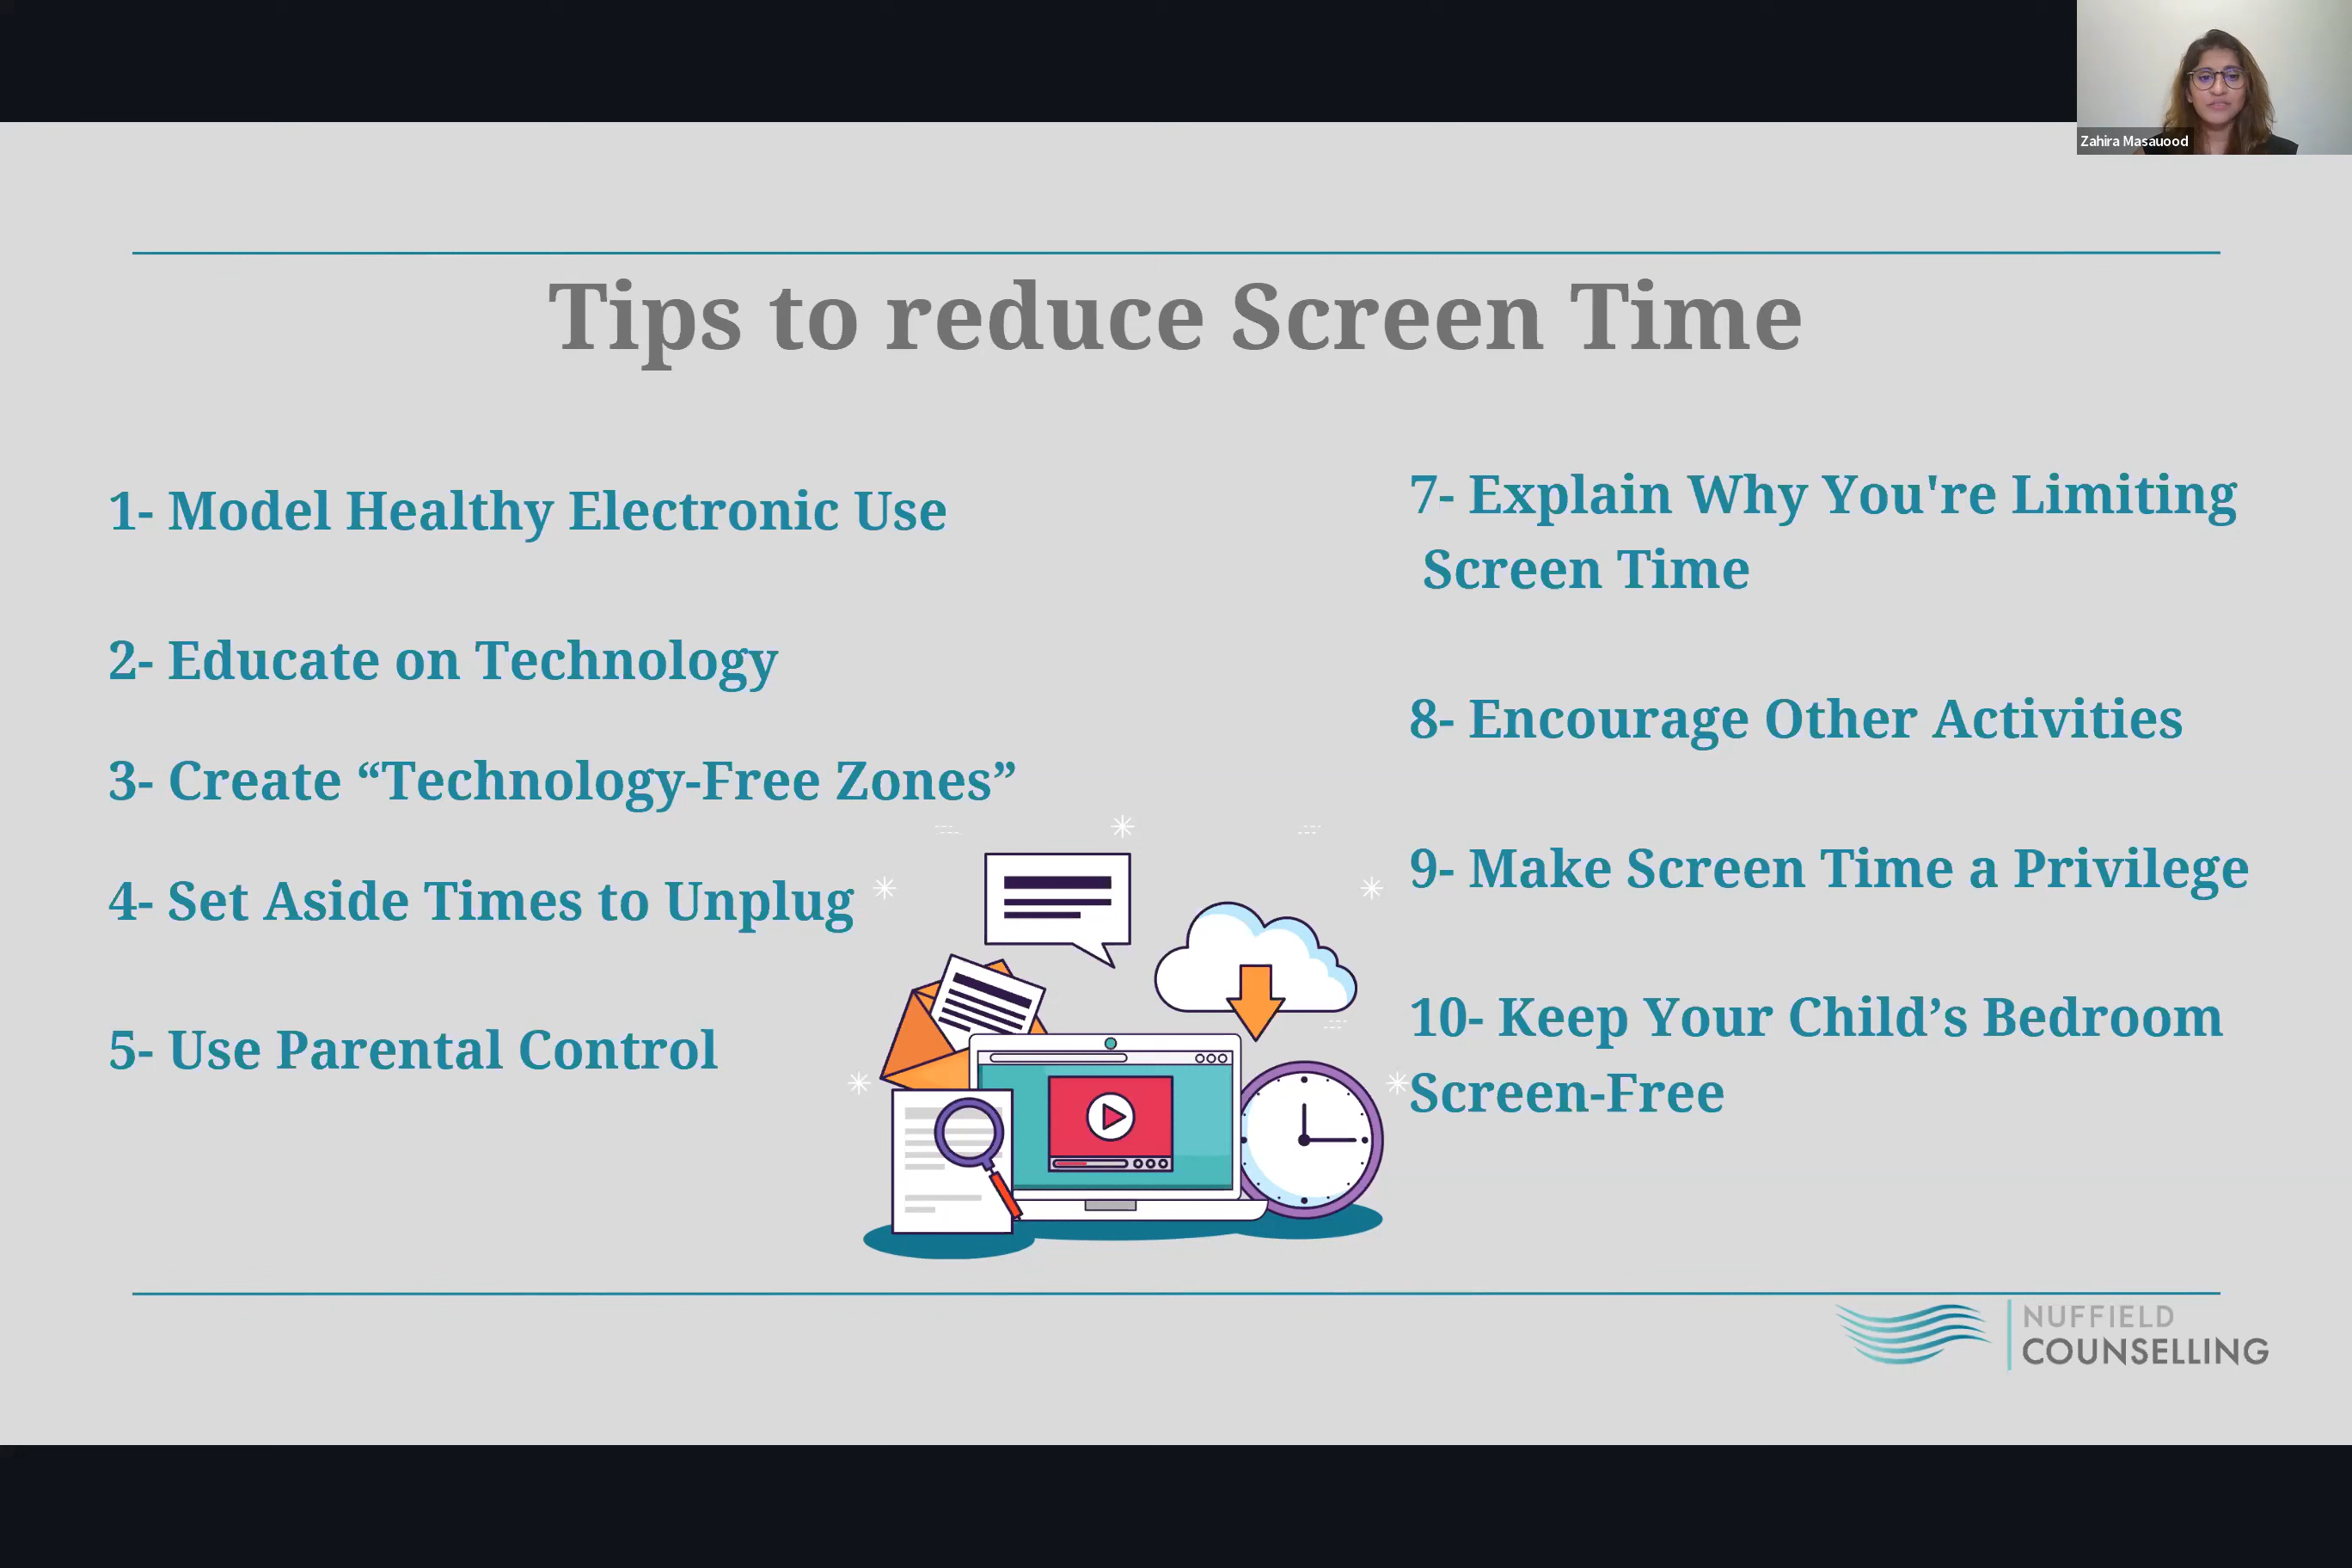 Zahira Masauood
Tips to reduce Screen Time
1- Model Healthy Electronic Use
2- Educate on Technology
3- Create “Technology-Free Zones”
4- Set Aside Times to Unplug
5- Use Parental Control
7- Explain Why You're Limiting
Screen Time
8- Encourage Other Activities
9- Make Screen Time a Privilege
10- Keep Your Child’s Bedroom
Screen-Free
NUFFIELD
COUNSELLING